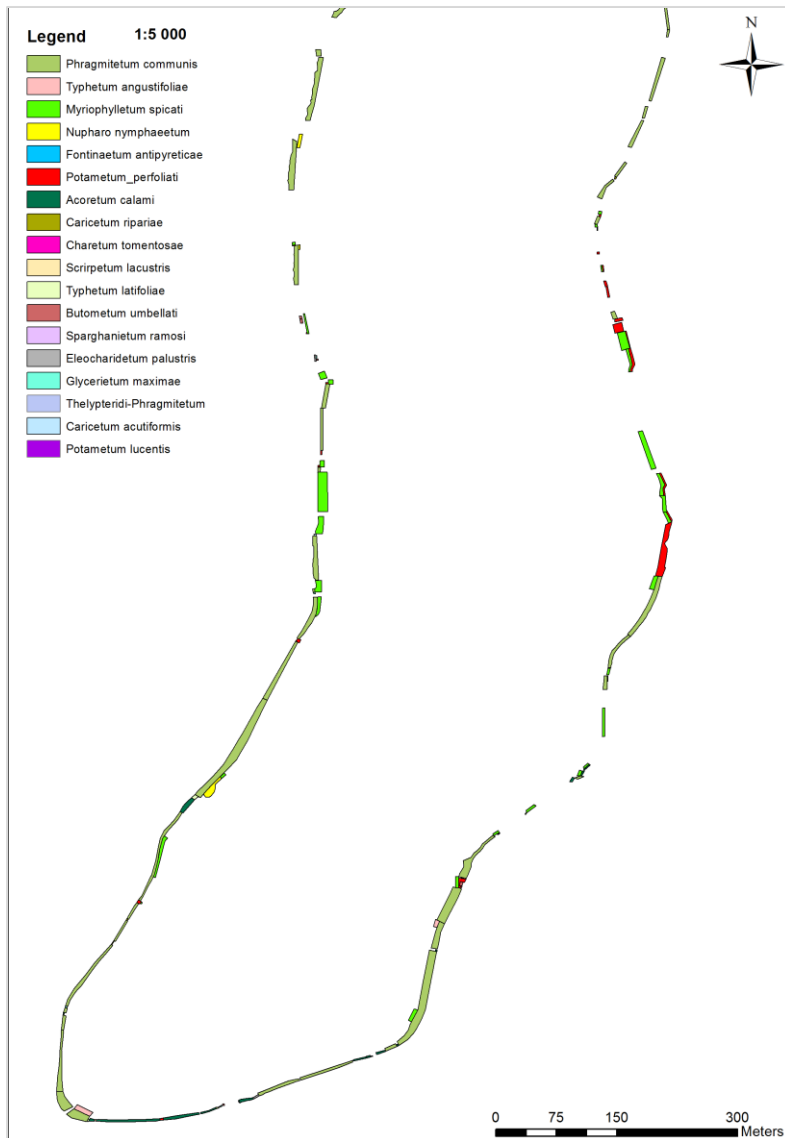 Legend 1:5 000
N
Phragmitetum communis
Typhetum angustifoliae
Myriophylletum spicati
Nupharo nymphaeetum
Fontinaetum antipyreticae
Potametum_perfoliati
Acoretum calami
Caricetum ripariae
Charetum tomentosae
Scrirpetum lacustris
Typhetum latifoliae
Butometum umbellati
Sparghanietum ramosi
Eleocharidetum palustris
Glycerietum maximae
Thelypteridi-Phragmitetum
Caricetum acutiformis
Potametum lucentis
0 75 150 300
Meters